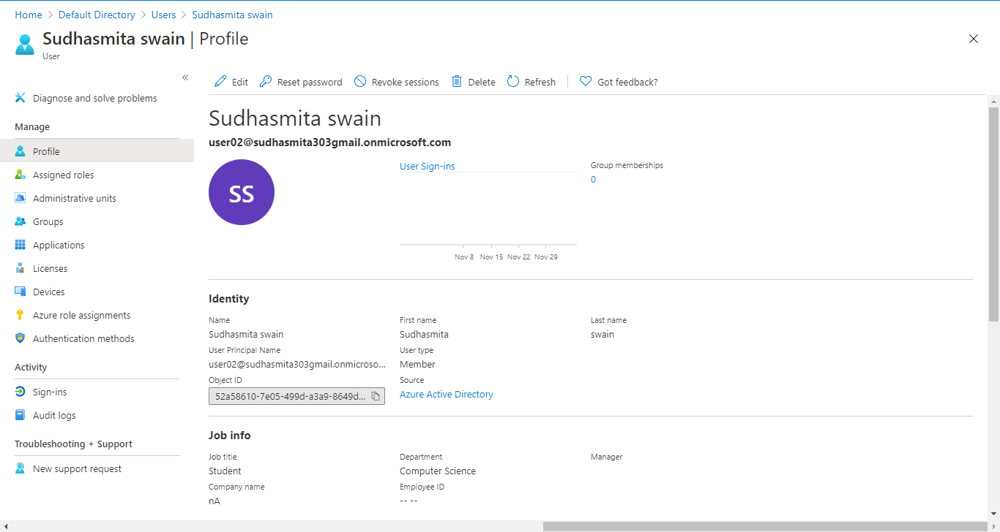 Home > Default Directory > Users > Sudhasmita swain
Sudhasmita swain | Profile
User
«
Diagnose and solve problems
Manage
Profile
Assigned roles
Administrative units
Groups
Applications
Licenses
Devices
Azure role assignments
Authentication methods
Activity
Sign-ins
Audit logs
Troubleshooting + Support
New support request
Edit Reset password Revoke sessions Delete Refresh Got feedback?
Sudhasmita swain
user02@sudhasmita303gmail.onmicrosoft.com
SS
User Sign-ins
Nov 8 Nov 15 Nov 22 Nov 29
Group memberships
0
Identity
Name First name Last name
Sudhasmita swain Sudhasmita swain
User Principal Name User type
user02@sudhasmita303gmail.onmicroso... Member
Object ID Source
52a58610-7e05-499d-a3a9-8649d... Azure Active Directory
Job info
Job title Department Manager
Student Computer Science
Company name Employee ID
nA -- --